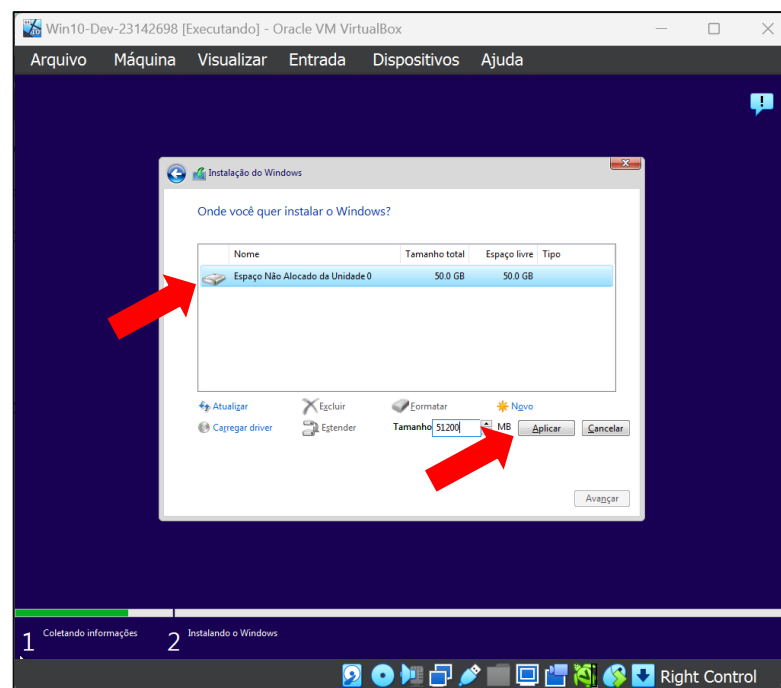 Win10-Dev-23142698 [Executando] - Oracle VM VirtualBox
Arquivo Máquina Visualizar Entrada Dispositivos Ajuda
Instalação do Windows
Onde você quer instalar o Windows?
Nome Tamanho total Espaço livre Tipo
Espaço Não Alocado da Unidade 0 50.0 GB 50.0 GB
Atualizar Excluir Formatar Novo
Carregar driver Estender Tamanho 51200 MB Aplicar Cancelar
Avançar
1 Coletando informações 2 Instalando o Windows
Right Control